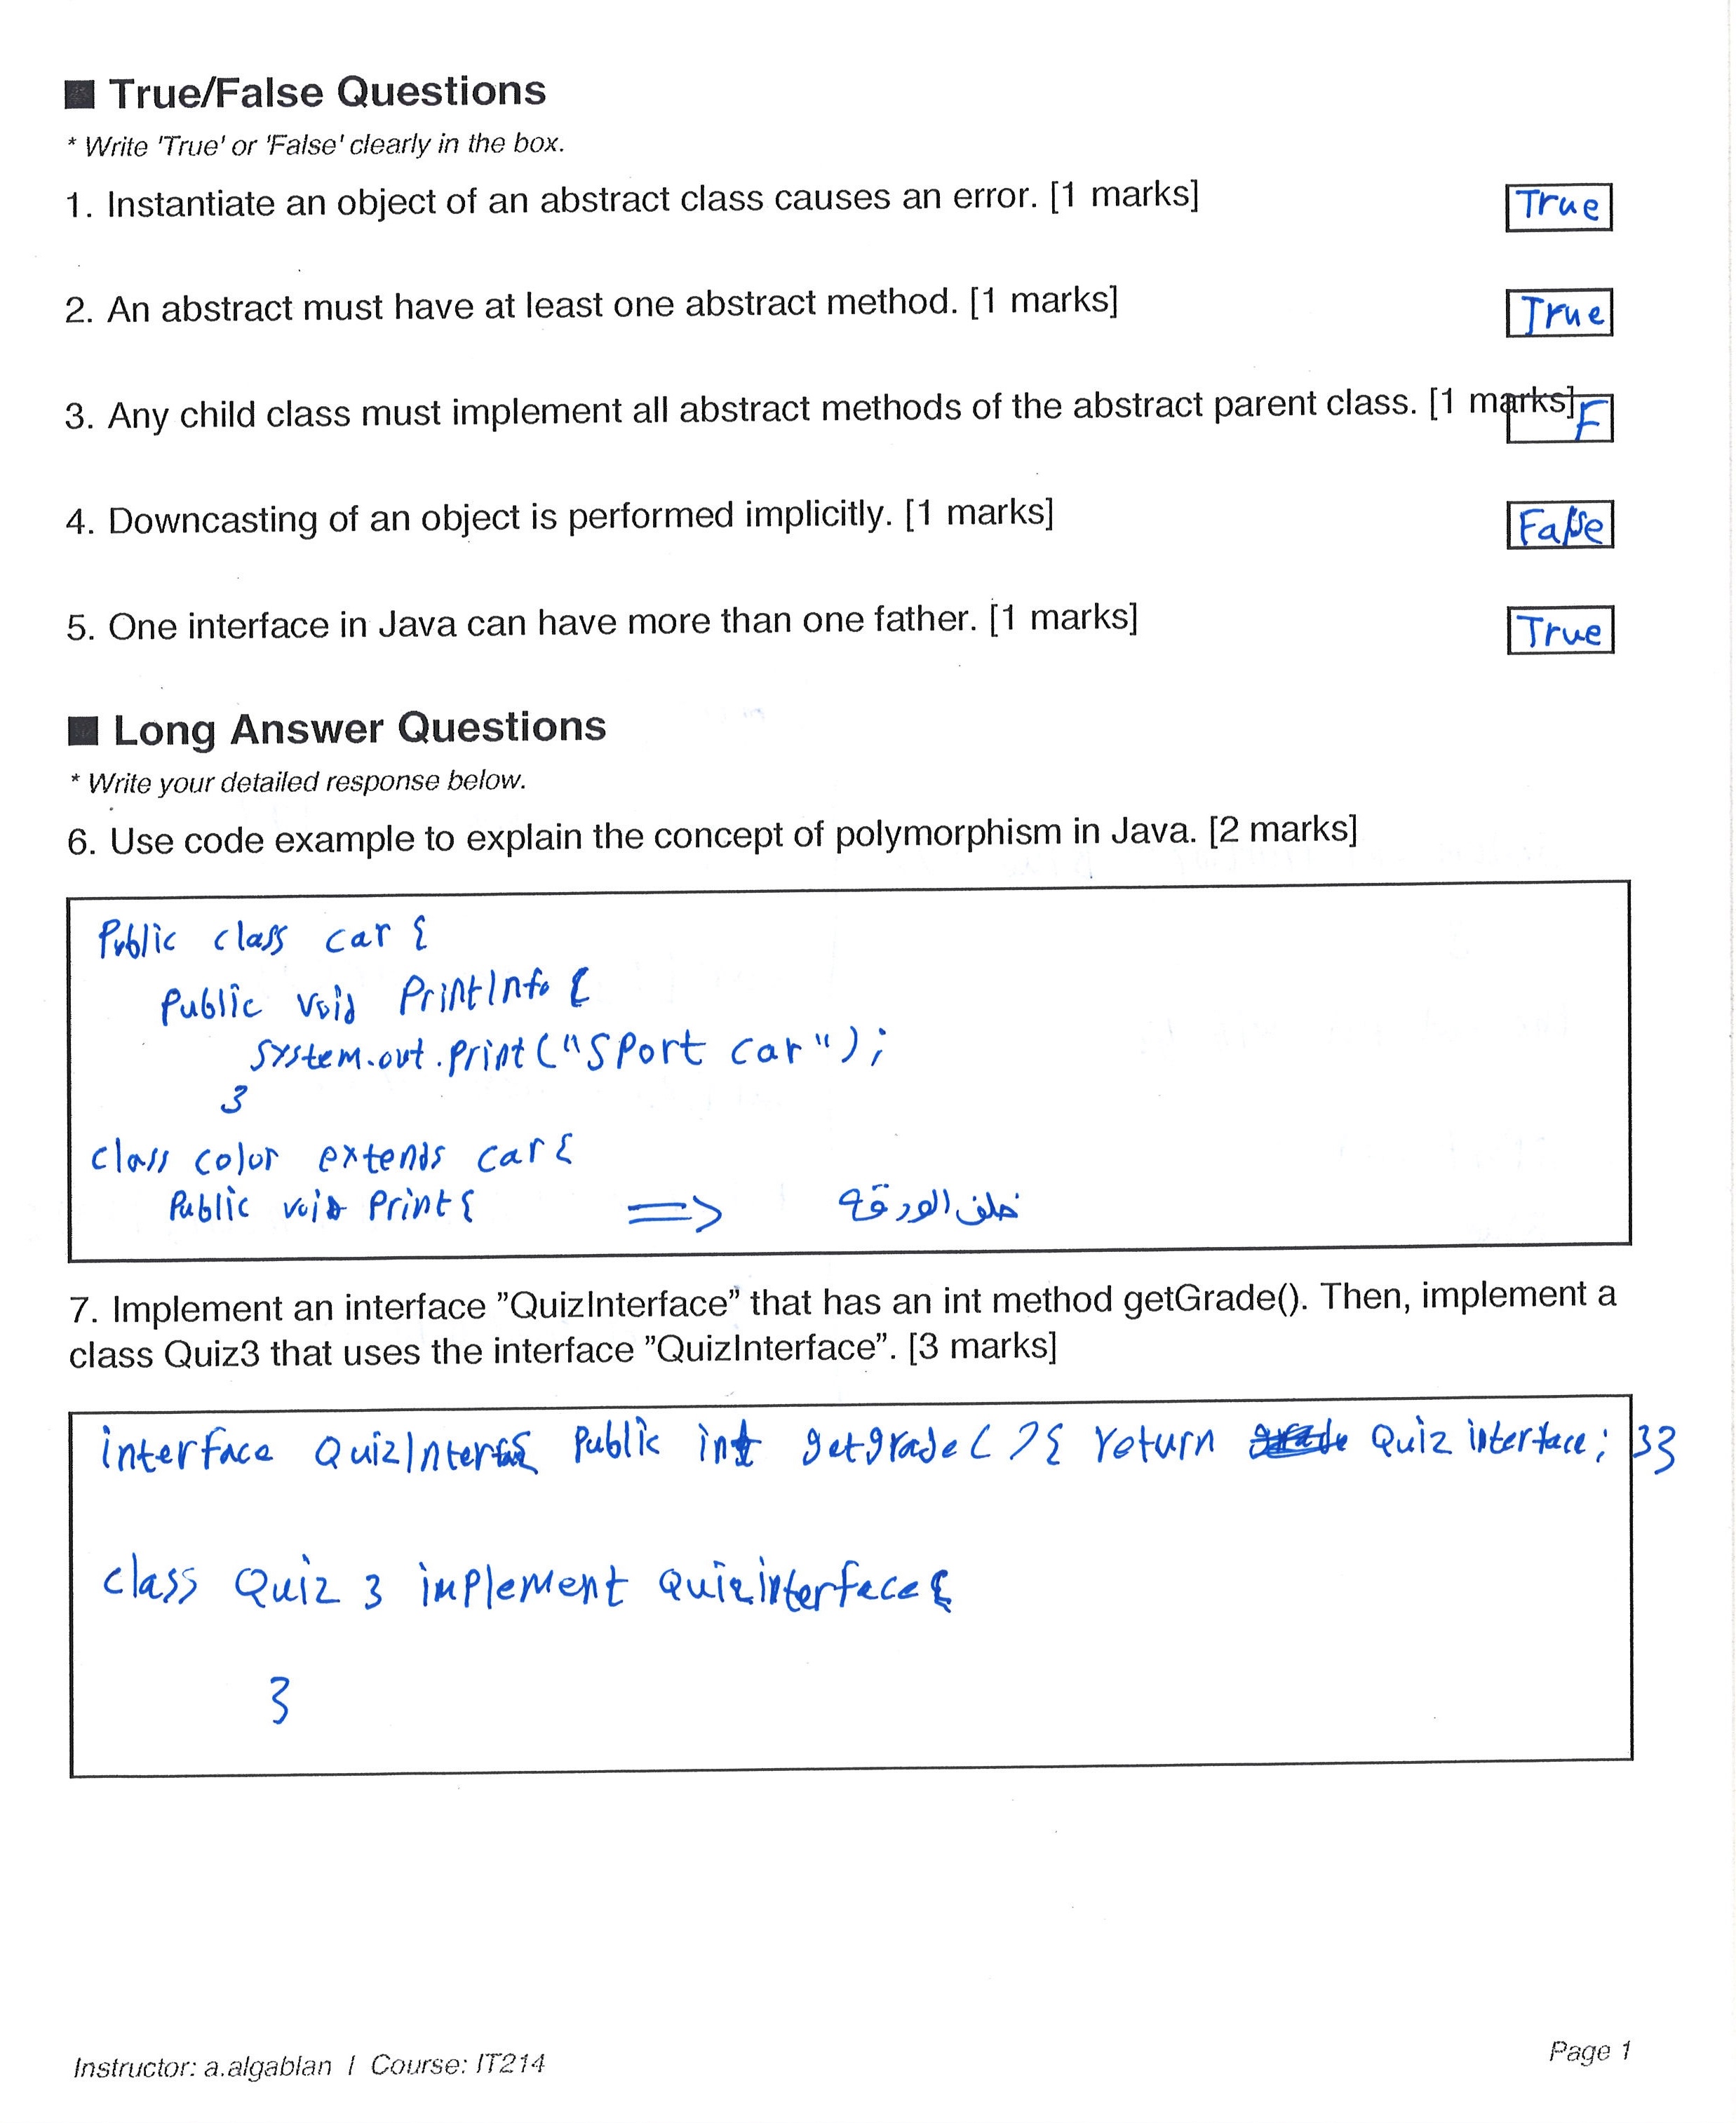 ■ True/False Questions
* Write 'True' or 'False' clearly in the box.
1. Instantiate an object of an abstract class causes an error. [1 marks] True
2. An abstract must have at least one abstract method. [1 marks] True
3. Any child class must implement all abstract methods of the abstract parent class. [1 marks] F
4. Downcasting of an object is performed implicitly. [1 marks] False
5. One interface in Java can have more than one father. [1 marks] True
■ Long Answer Questions
* Write your detailed response below.
6. Use code example to explain the concept of polymorphism in Java. [2 marks]
Public class car {
Public void PrintInfo {
System.out.print("Sport car");
}
class color extends car {
Public void Print { => خلف الورقة
7. Implement an interface ”QuizInterface” that has an int method getGrade(). Then, implement a
class Quiz3 that uses the interface ”QuizInterface”. [3 marks]
interface Public int getgrade ( ) { return Quiz interface; }}
class Quiz 3 implement Quizinterface {
}
Instructor: a.algablan | Course: IT214
Page 1